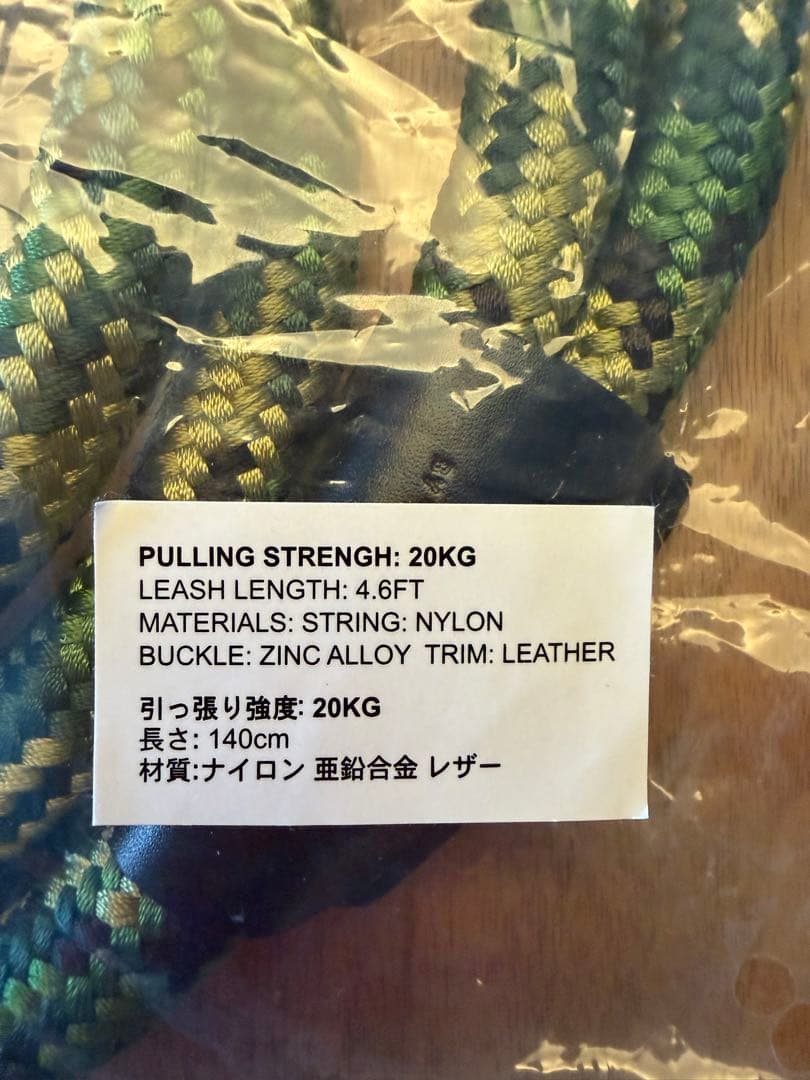 PULLING STRENGH: 20KG
LEASH LENGTH: 4.6FT
MATERIALS: STRING: NYLON
BUCKLE: ZINC ALLOY TRIM: LEATHER
引っ張り強度: 20KG
長さ: 140cm
材質:ナイロン 亜鉛合金 レザー